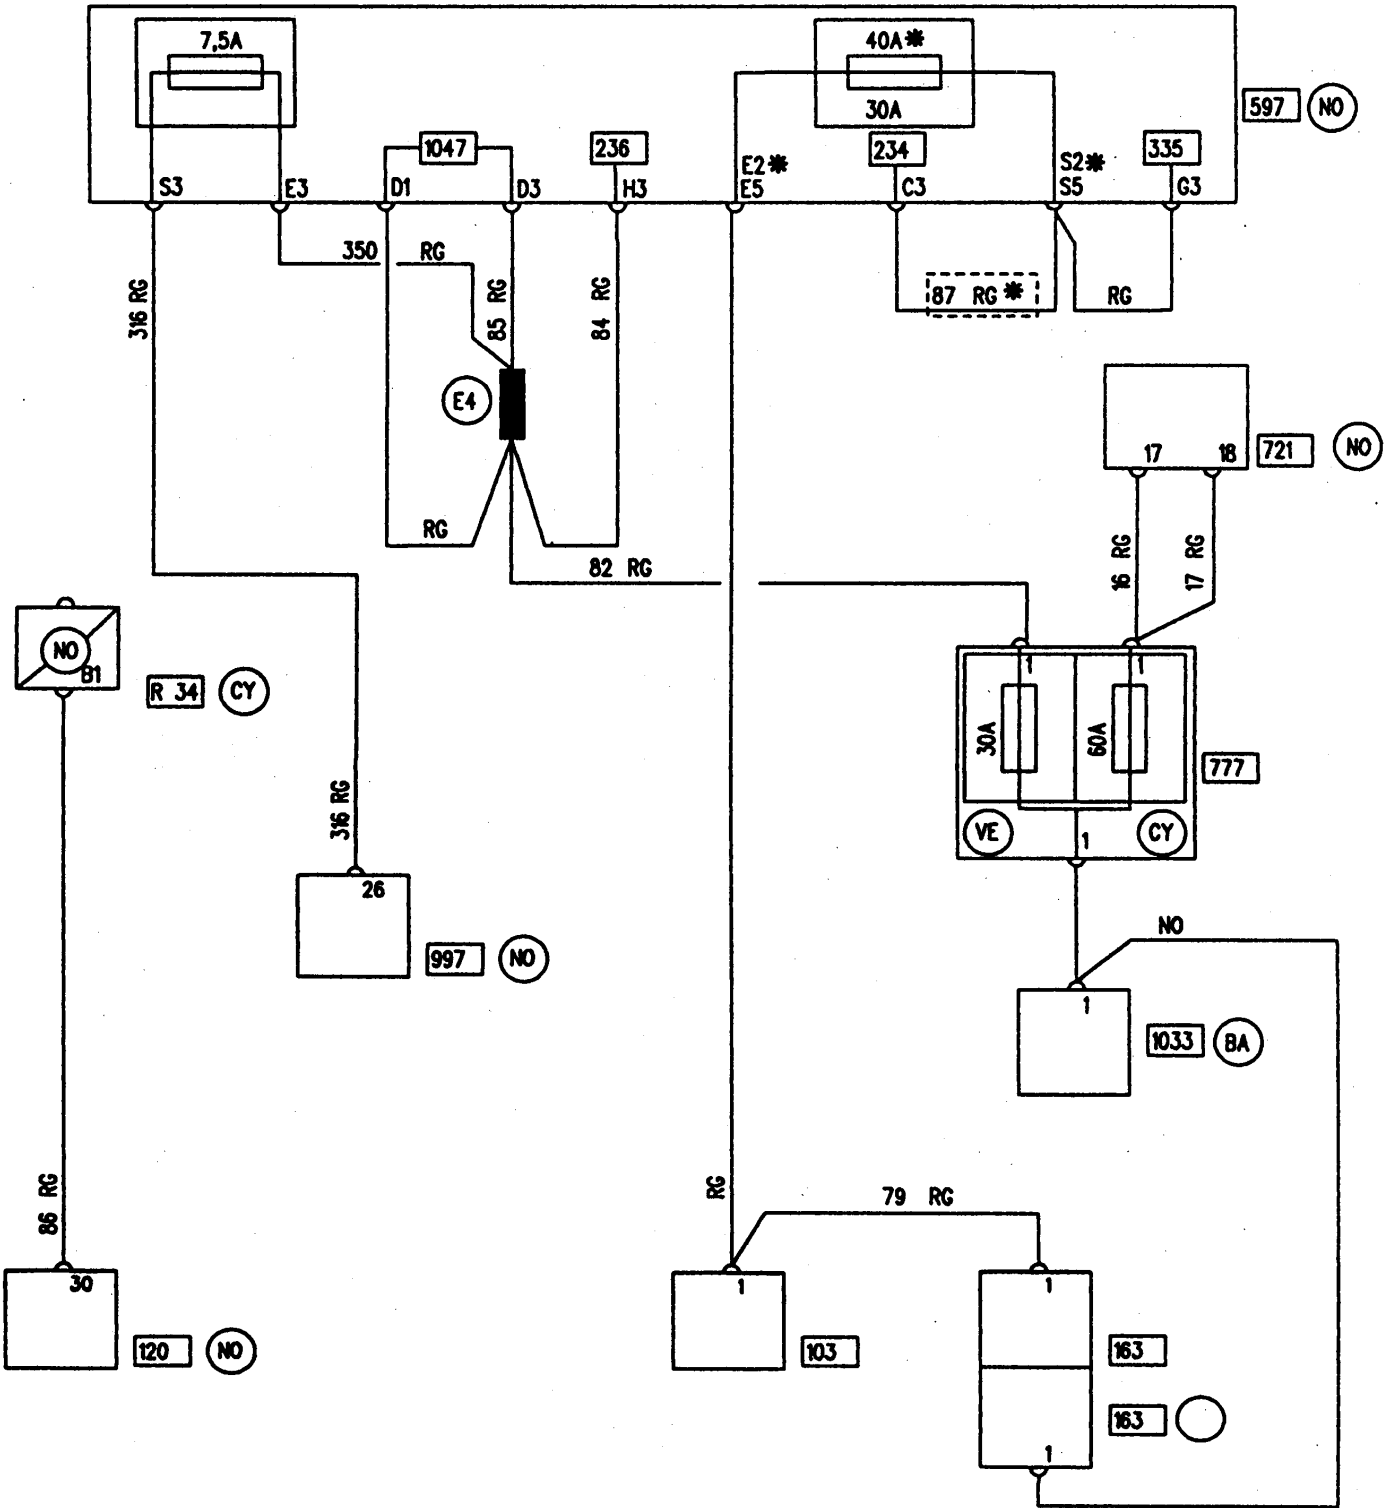 7,5A
40A*
30A
597 NO
1047
236
234
335
E2*
S2*
S3 E3 D1 D3 H3 E5 C3 S5 G3
350 RG
316 RG
85 RG
84 RG
87 RG*
RG
E4
17 18
721 NO
RG
82 RG
16 RG
17 RG
NO
B1
R 34 CY
1 1
30A
60A
777
VE CY
1
316 RG
26
997 NO
NO
1
1033 BA
86 RG
RG
79 RG
30
120 NO
1
103
1
163
163
1